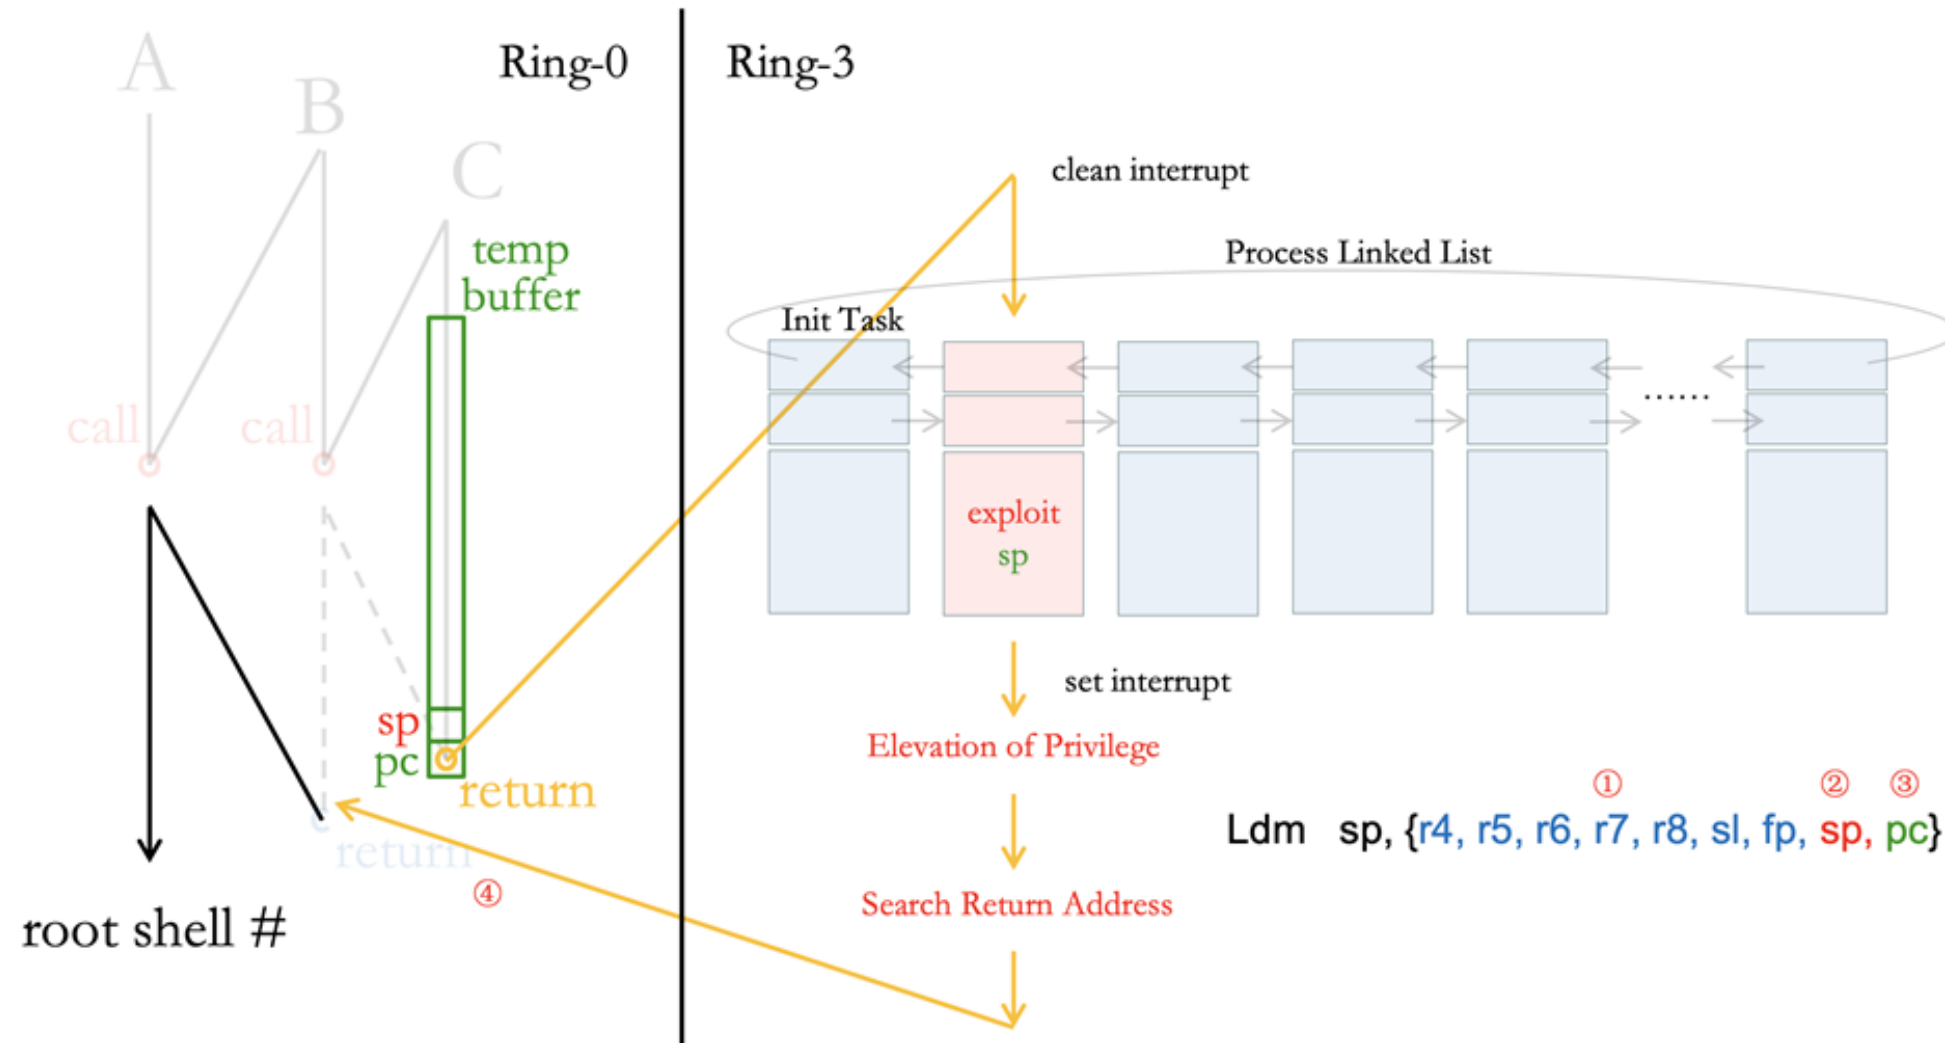 A
B
C
Ring-0
Ring-3
clean interrupt
temp
buffer
Process Linked List
Init Task
call
call
......
exploit
sp
sp
pc
return
set interrupt
Elevation of Privilege
① ② ③
Ldm sp, {r4, r5, r6, r7, r8, sl, fp, sp, pc}
return
④
Search Return Address
root shell #